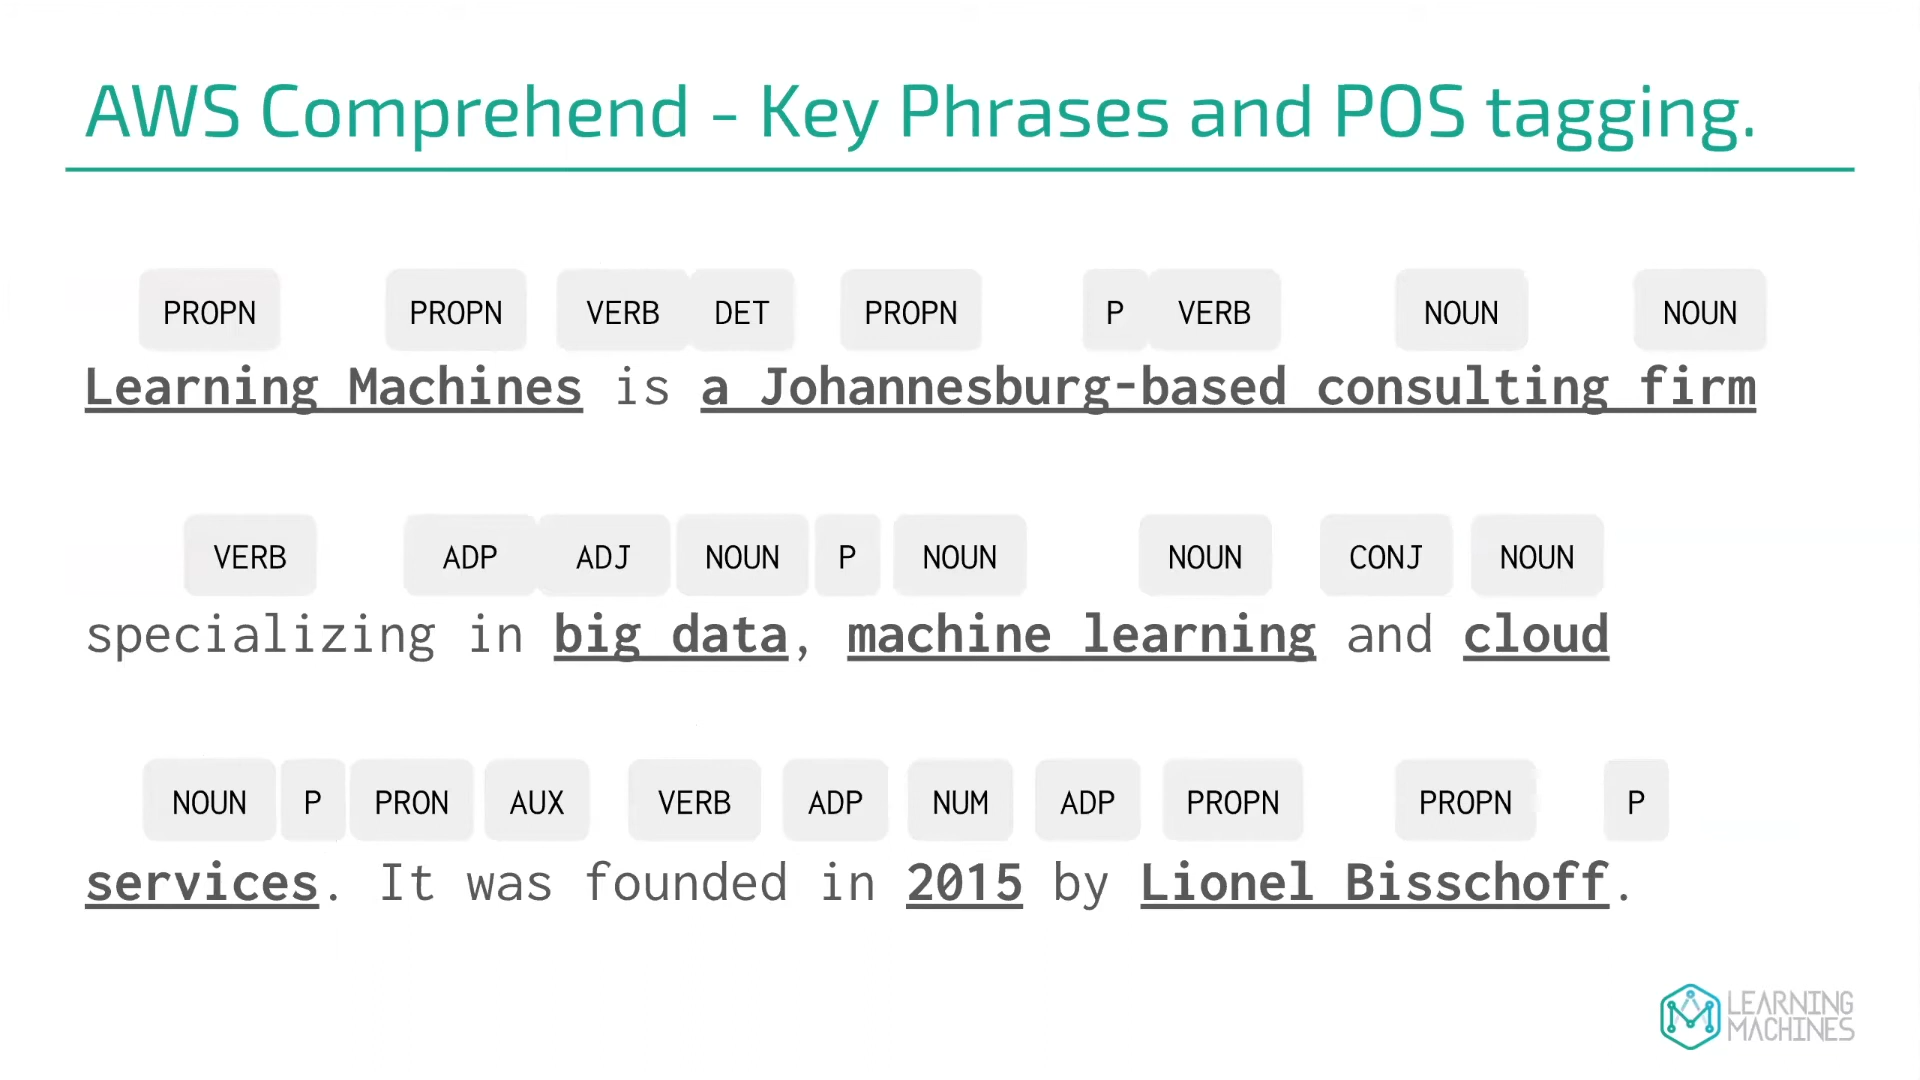 AWS Comprehend - Key Phrases and POS tagging.
PROPN PROPN VERB DET PROPN P VERB NOUN NOUN
Learning Machines is a Johannesburg-based consulting firm
VERB ADP ADJ NOUN P NOUN NOUN CONJ NOUN
specializing in big data, machine learning and cloud
NOUN P PRON AUX VERB ADP NUM ADP PROPN PROPN P
services. It was founded in 2015 by Lionel Bisschoff.
LEARNING
MACHINES